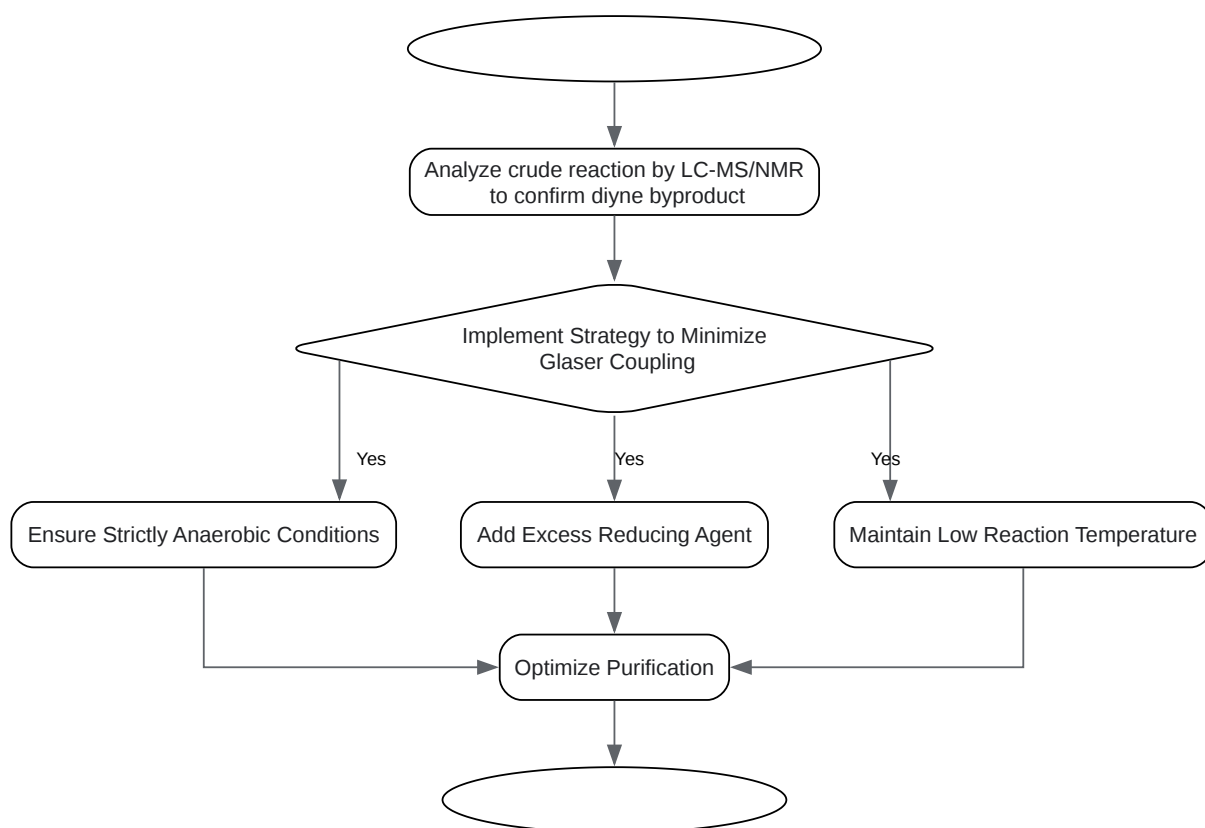 Analyze crude reaction by LC-MS/NMR
to confirm diyne byproduct
Implement Strategy to Minimize
Glaser Coupling
Yes
Yes
Yes
Ensure Strictly Anaerobic Conditions
Add Excess Reducing Agent
Maintain Low Reaction Temperature
Optimize Purification